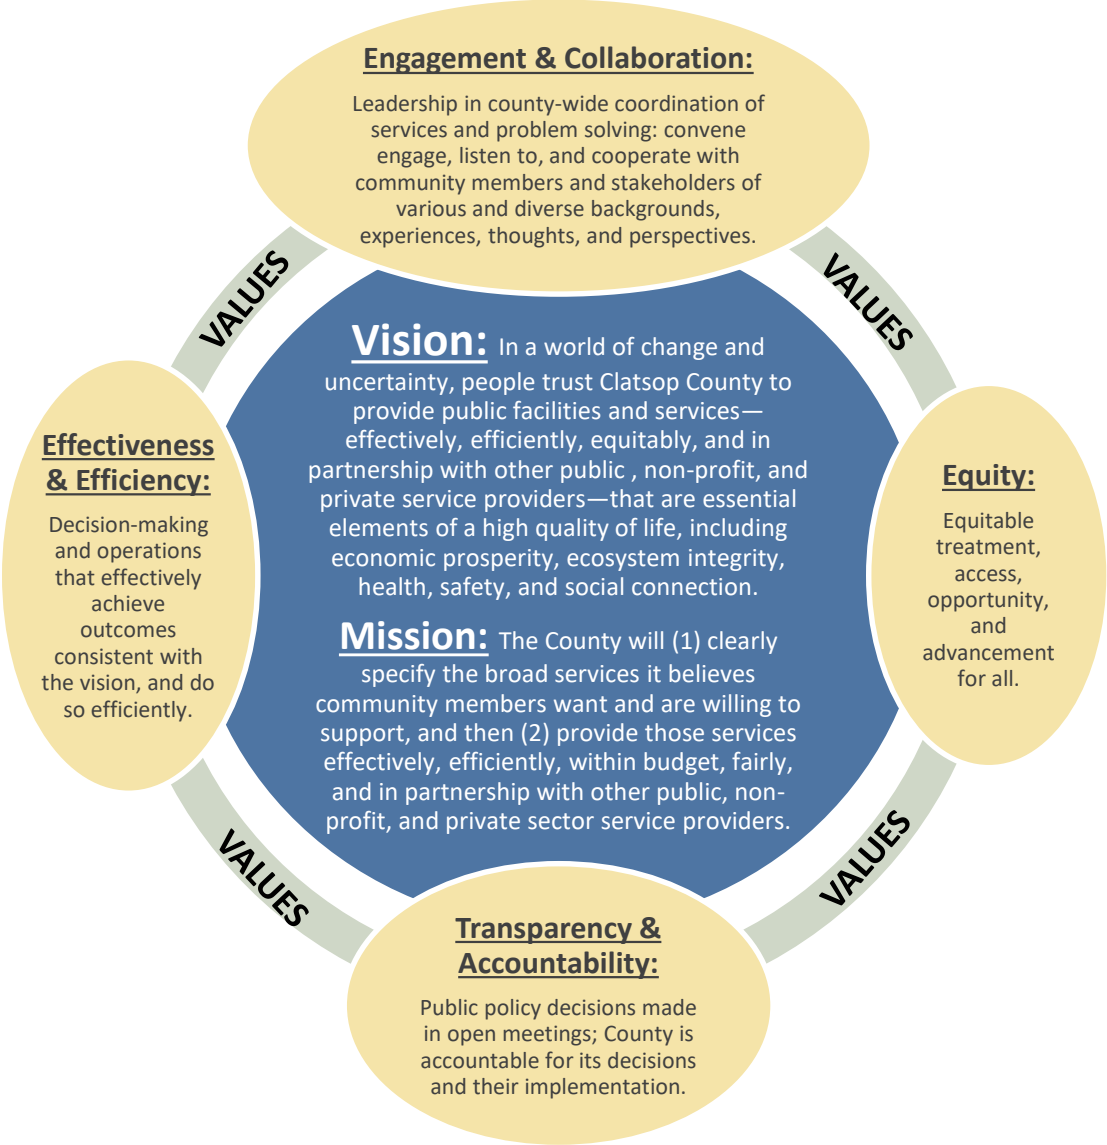 Engagement & Collaboration:
Leadership in county-wide coordination of
services and problem solving: convene
engage, listen to, and cooperate with
community members and stakeholders of
various and diverse backgrounds,
experiences, thoughts, and perspectives.
VALUES
VALUES
Vision: In a world of change and
uncertainty, people trust Clatsop County to
provide public facilities and services—
effectively, efficiently, equitably, and in
partnership with other public , non-profit, and
private service providers—that are essential
elements of a high quality of life, including
economic prosperity, ecosystem integrity,
health, safety, and social connection.
Mission: The County will (1) clearly
specify the broad services it believes
community members want and are willing to
support, and then (2) provide those services
effectively, efficiently, within budget, fairly,
and in partnership with other public, non-
profit, and private sector service providers.
Effectiveness
& Efficiency:
Decision-making
and operations
that effectively
achieve
outcomes
consistent with
the vision, and do
so efficiently.
Equity:
Equitable
treatment,
access,
opportunity,
and
advancement
for all.
VALUES
VALUES
Transparency &
Accountability:
Public policy decisions made
in open meetings; County is
accountable for its decisions
and their implementation.